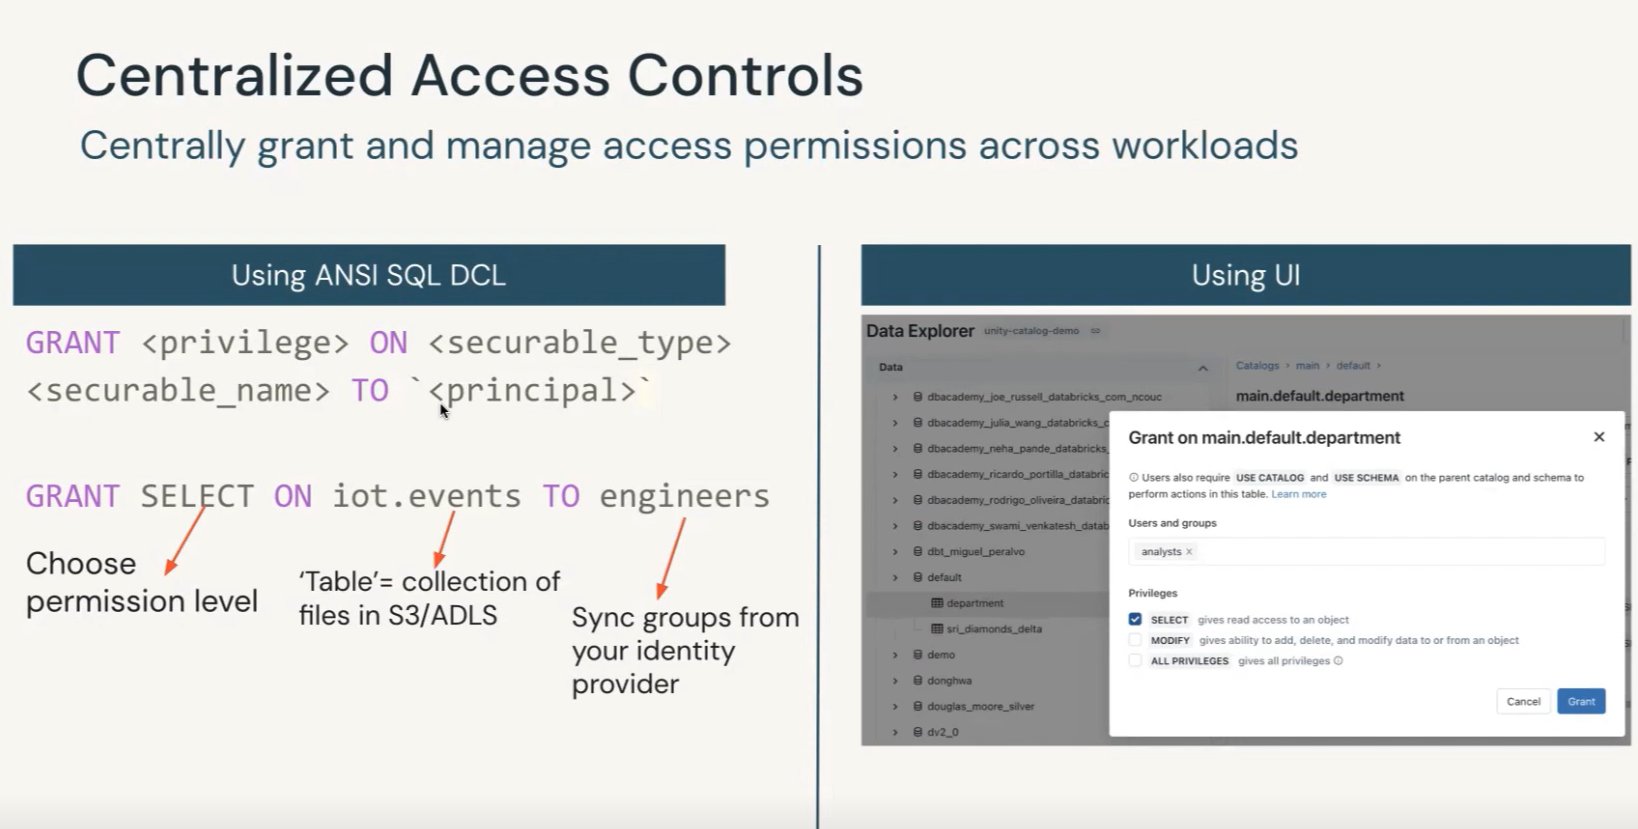 Centralized Access Controls
Centrally grant and manage access permissions across workloads
Using ANSI SQL DCL
GRANT <privilege> ON <securable_type>
<securable_name> TO `<principal>`
GRANT SELECT ON iot.events TO engineers
Choose
permission level
‘Table’= collection of
files in S3/ADLS
Sync groups from
your identity
provider
Using UI
Data Explorer unity-catalog-demo
Data
dbacademy_joe_russell_databricks_com_ncouc
dbacademy_julia_wang_databricks_c
dbacademy_neha_pande_databricks_
dbacademy_ricardo_portilla_databric
dbacademy_rodrigo_oliveira_databric
dbacademy_swami_venkatesh_datab
dbt_miguel_peralvo
default
department
sri_diamonds_delta
demo
donghwa
douglas_moore_silver
dv2_0
Catalogs > main > default >
main.default.department
Grant on main.default.department
Users also require USE CATALOG and USE SCHEMA on the parent catalog and schema to
perform actions in this table. Learn more
Users and groups
analysts ×
Privileges
SELECT gives read access to an object
MODIFY gives ability to add, delete, and modify data to or from an object
ALL PRIVILEGES gives all privileges
Cancel
Grant